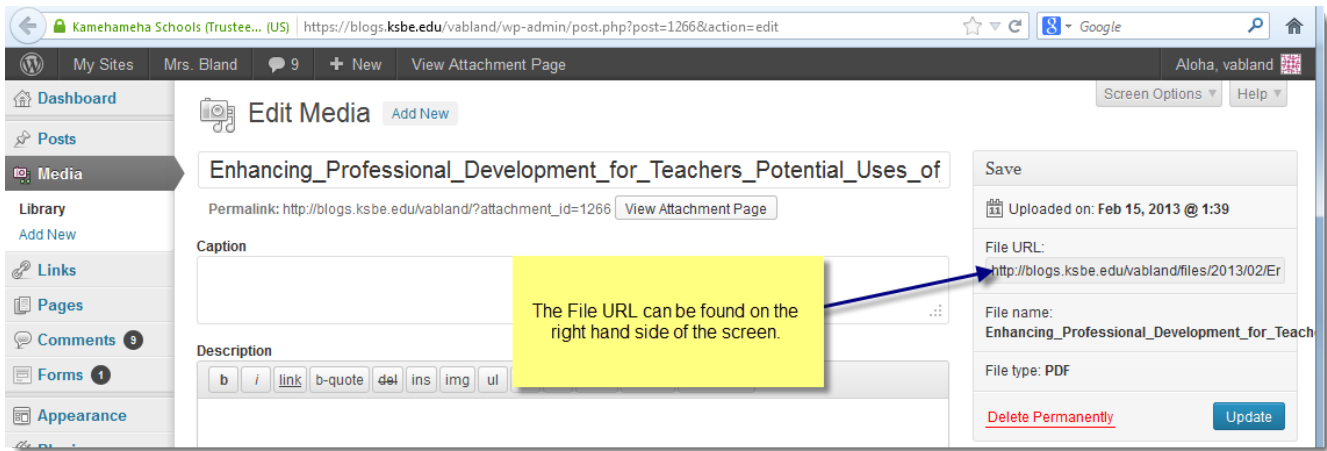 Kamehameha Schools (Trustee... (US) https://blogs.ksbe.edu/vabland/wp-admin/post.php?post=1266&action=edit Google
My Sites Mrs. Bland 9 + New View Attachment Page Aloha, vabland
Dashboard
Posts
Media
Library
Add New
Links
Pages
Comments 9
Forms 1
Appearance
Screen Options Help
Edit Media Add New
Enhancing_Professional_Development_for_Teachers_Potential_Uses_of_
Permalink: http://blogs.ksbe.edu/vabland/?attachment_id=1266 View Attachment Page
Caption
The File URL can be found on the
right hand side of the screen.
Description
b i link b-quote del ins img ul
Save
11 Uploaded on: Feb 15, 2013 @ 1:39
File URL:
http://blogs.ksbe.edu/vabland/files/2013/02/Er
File name:
Enhancing_Professional_Development_for_Teach
File type: PDF
Delete Permanently Update